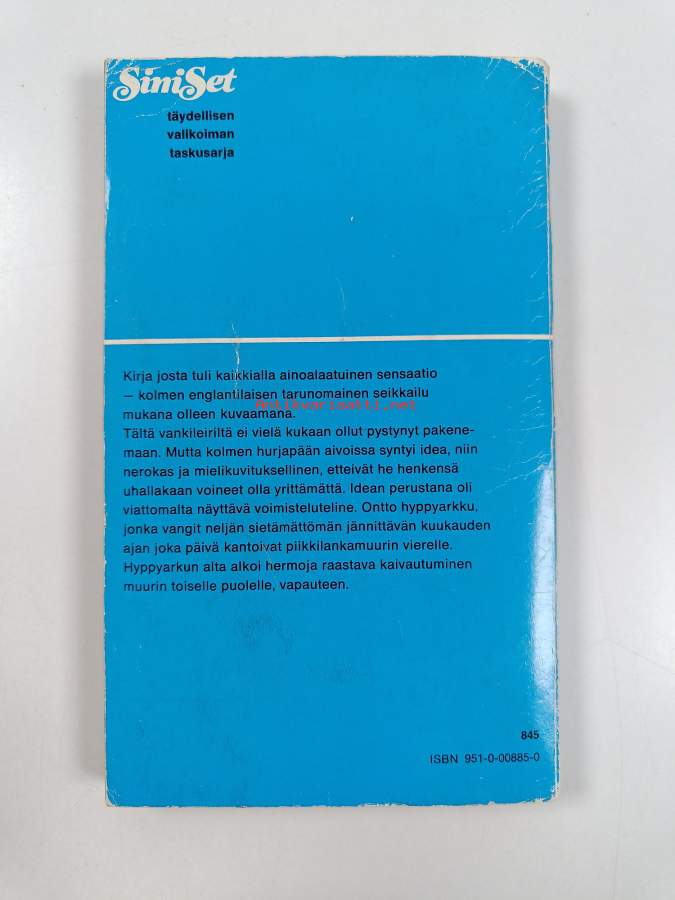 SiniSet
täydellisen
valikoiman
taskusarja
Kirja josta tuli kaikkialla ainoalaatuinen sensaatio
– kolmen englantilaisen tarunomainen seikkailu
Antikvariaatti.net
mukana olleen kuvaamana.
Tältä vankileiriltä ei vielä kukaan ollut pystynyt pakene-
maan. Mutta kolmen hurjapään aivoissa syntyi idea, niin
nerokas ja mielikuvituksellinen, etteivät he henkensä
uhallakaan voineet olla yrittämättä. Idean perustana oli
viattomalta näyttävä voimisteluteline. Ontto hyppyarkku,
jonka vangit neljän sietämättömän jännittävän kuukauden
ajan joka päivä kantoivat piikkilankamuurin vierelle.
Hyppyarkun alta alkoi hermoja raastava kaivautuminen
muurin toiselle puolelle, vapauteen.
845
ISBN 951-0-00885-0